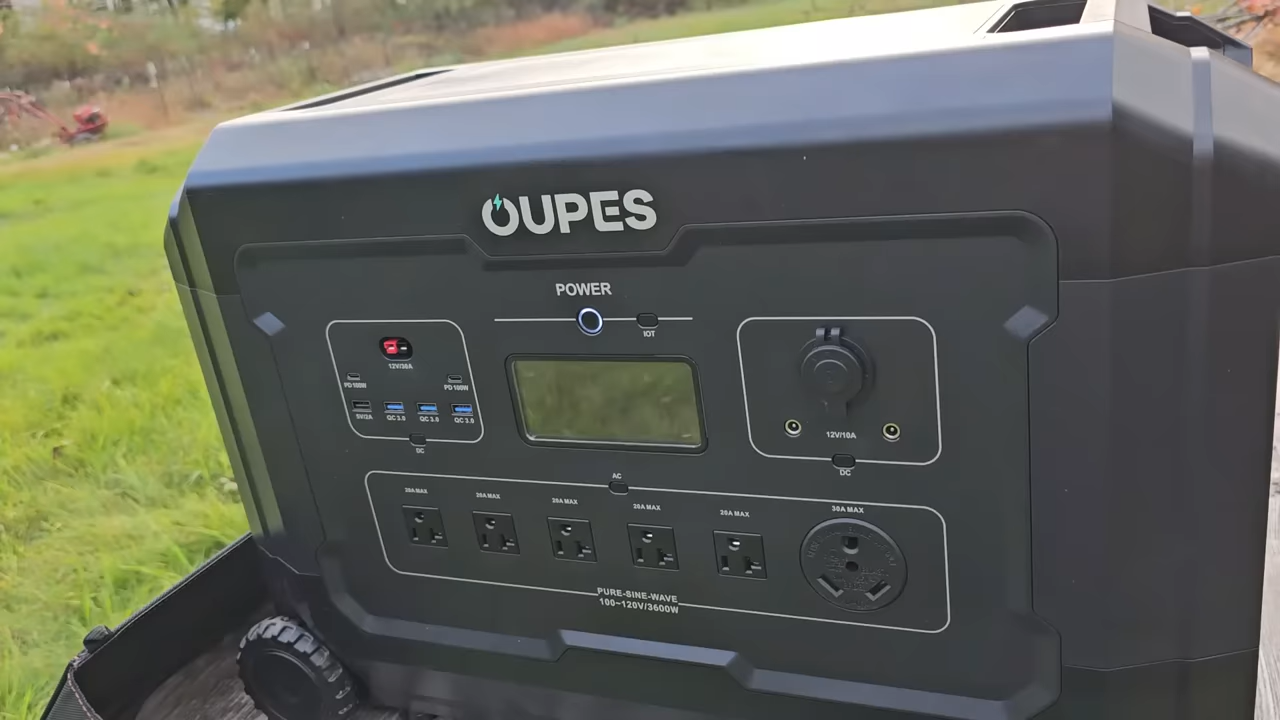 OUPES
POWER
IOT
12V/30A
PD 100W
PD 100W
5V/2A
QC 3.0
QC 3.0
QC 3.0
DC
12V/10A
DC
AC
20A MAX
20A MAX
20A MAX
20A MAX
20A MAX
30A MAX
PURE-SINE-WAVE
100~120V/3600W